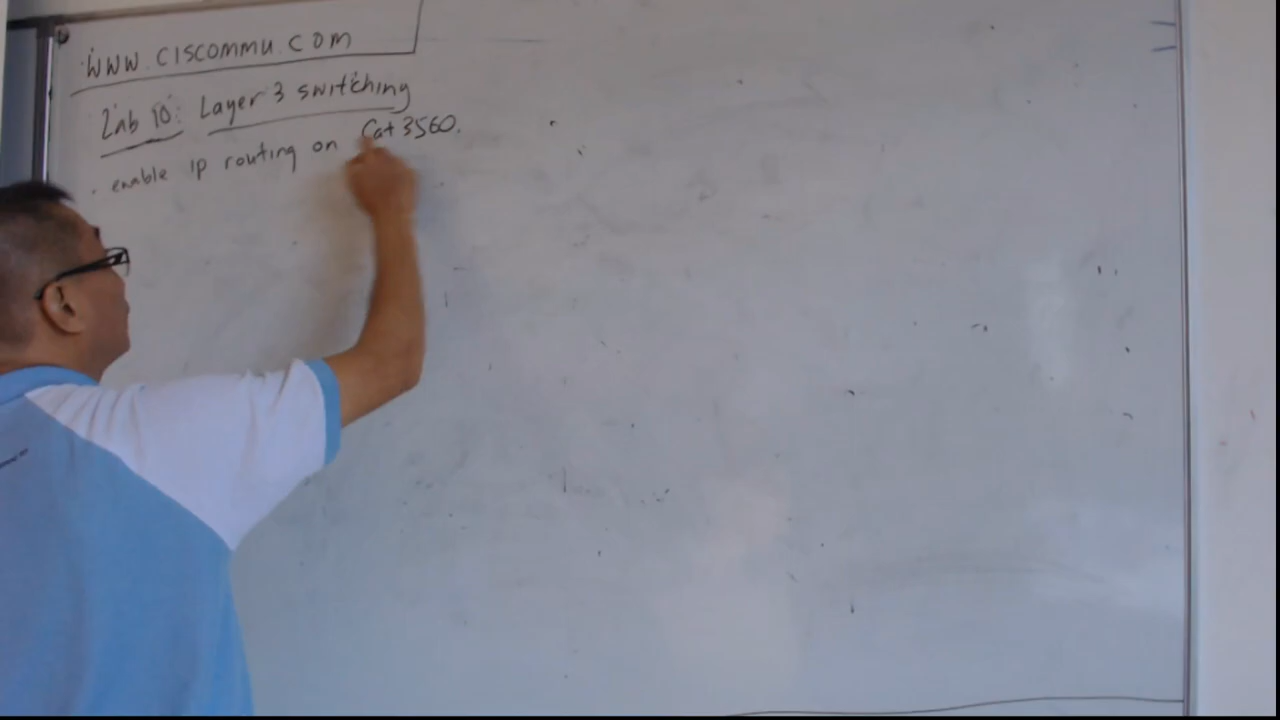 WWW.CISCOMMU.COM
Lab 10: Layer 3 switching
. enable ip routing on Cat 3560.